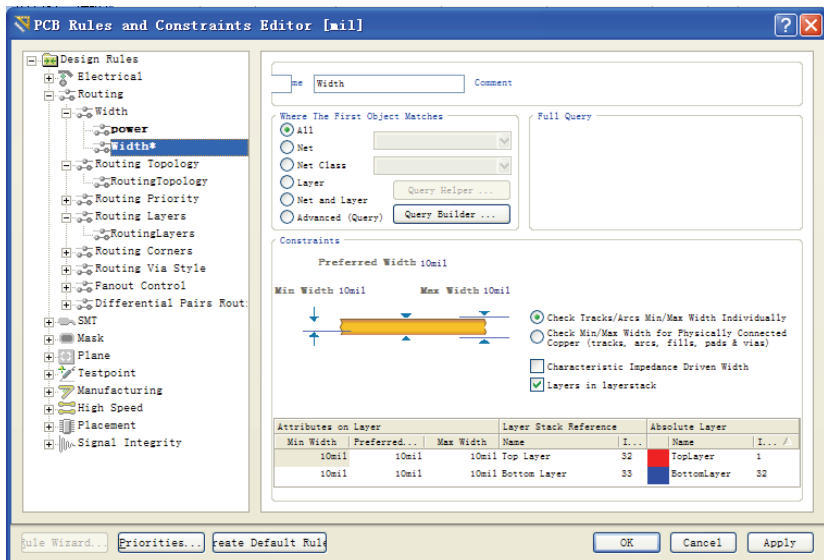 PCB Rules and Constraints Editor [mil]
Design Rules
Electrical
Routing
Width
power
Width*
Routing Topology
RoutingTopology
Routing Priority
Routing Layers
RoutingLayers
Routing Corners
Routing Via Style
Fanout Control
Differential Pairs Rout:
SMT
Mask
Plane
Testpoint
Manufacturing
High Speed
Placement
Signal Integrity
me Width Comment
Where The First Object Matches
All
Net
Net Class
Layer
Net and Layer
Advanced (Query)
Query Helper ...
Query Builder ...
Full Query
Constraints
Preferred Width 10mil
Min Width 10mil Max Width 10mil
Check Tracks/Arcs Min/Max Width Individually
Check Min/Max Width for Physically Connected
Copper (tracks, arcs, fills, pads & vias)
Characteristic Impedance Driven Width
Layers in layerstack
Attributes on Layer Layer Stack Reference Absolute Layer
Min Width Preferred... Max Width Name I... Name I...
10mil 10mil 10mil Top Layer 32 TopLayer 1
10mil 10mil 10mil Bottom Layer 33 BottomLayer 32
Rule Wizard... Priorities... reate Default Rule OK Cancel Apply